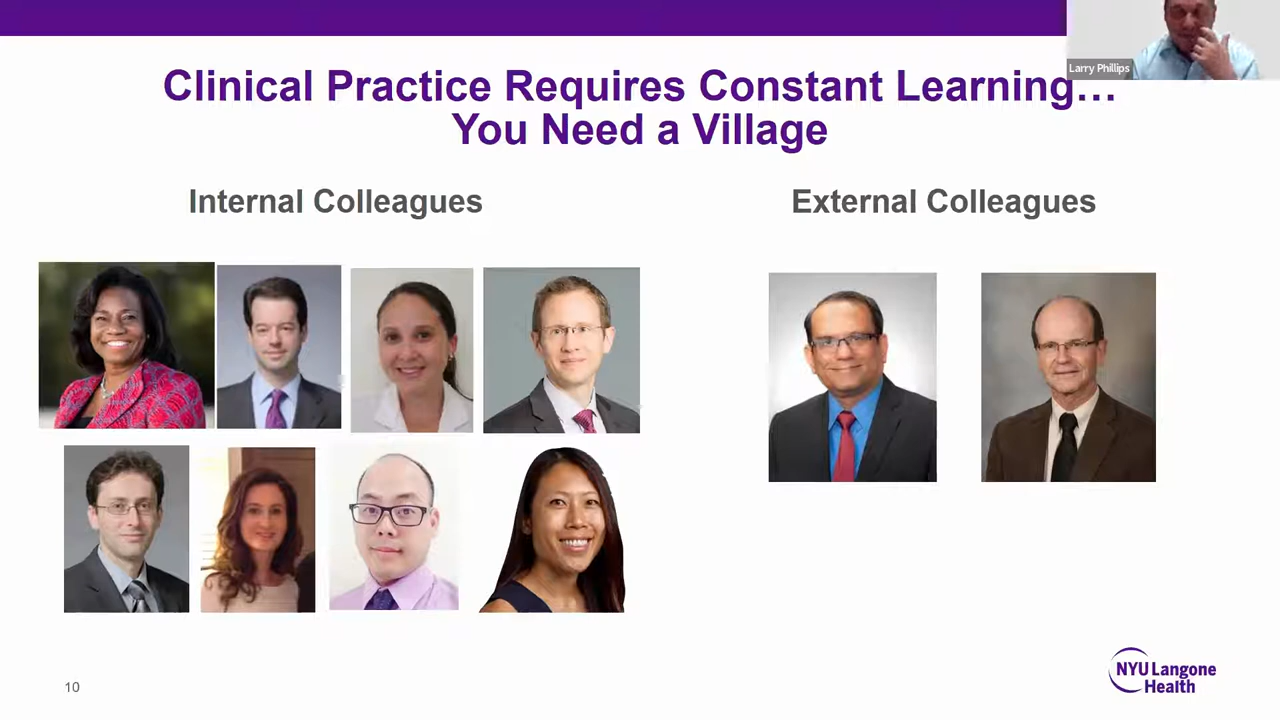 Larry Phillips
Clinical Practice Requires Constant Learning…
You Need a Village
Internal Colleagues
External Colleagues
10
NYU Langone
Health